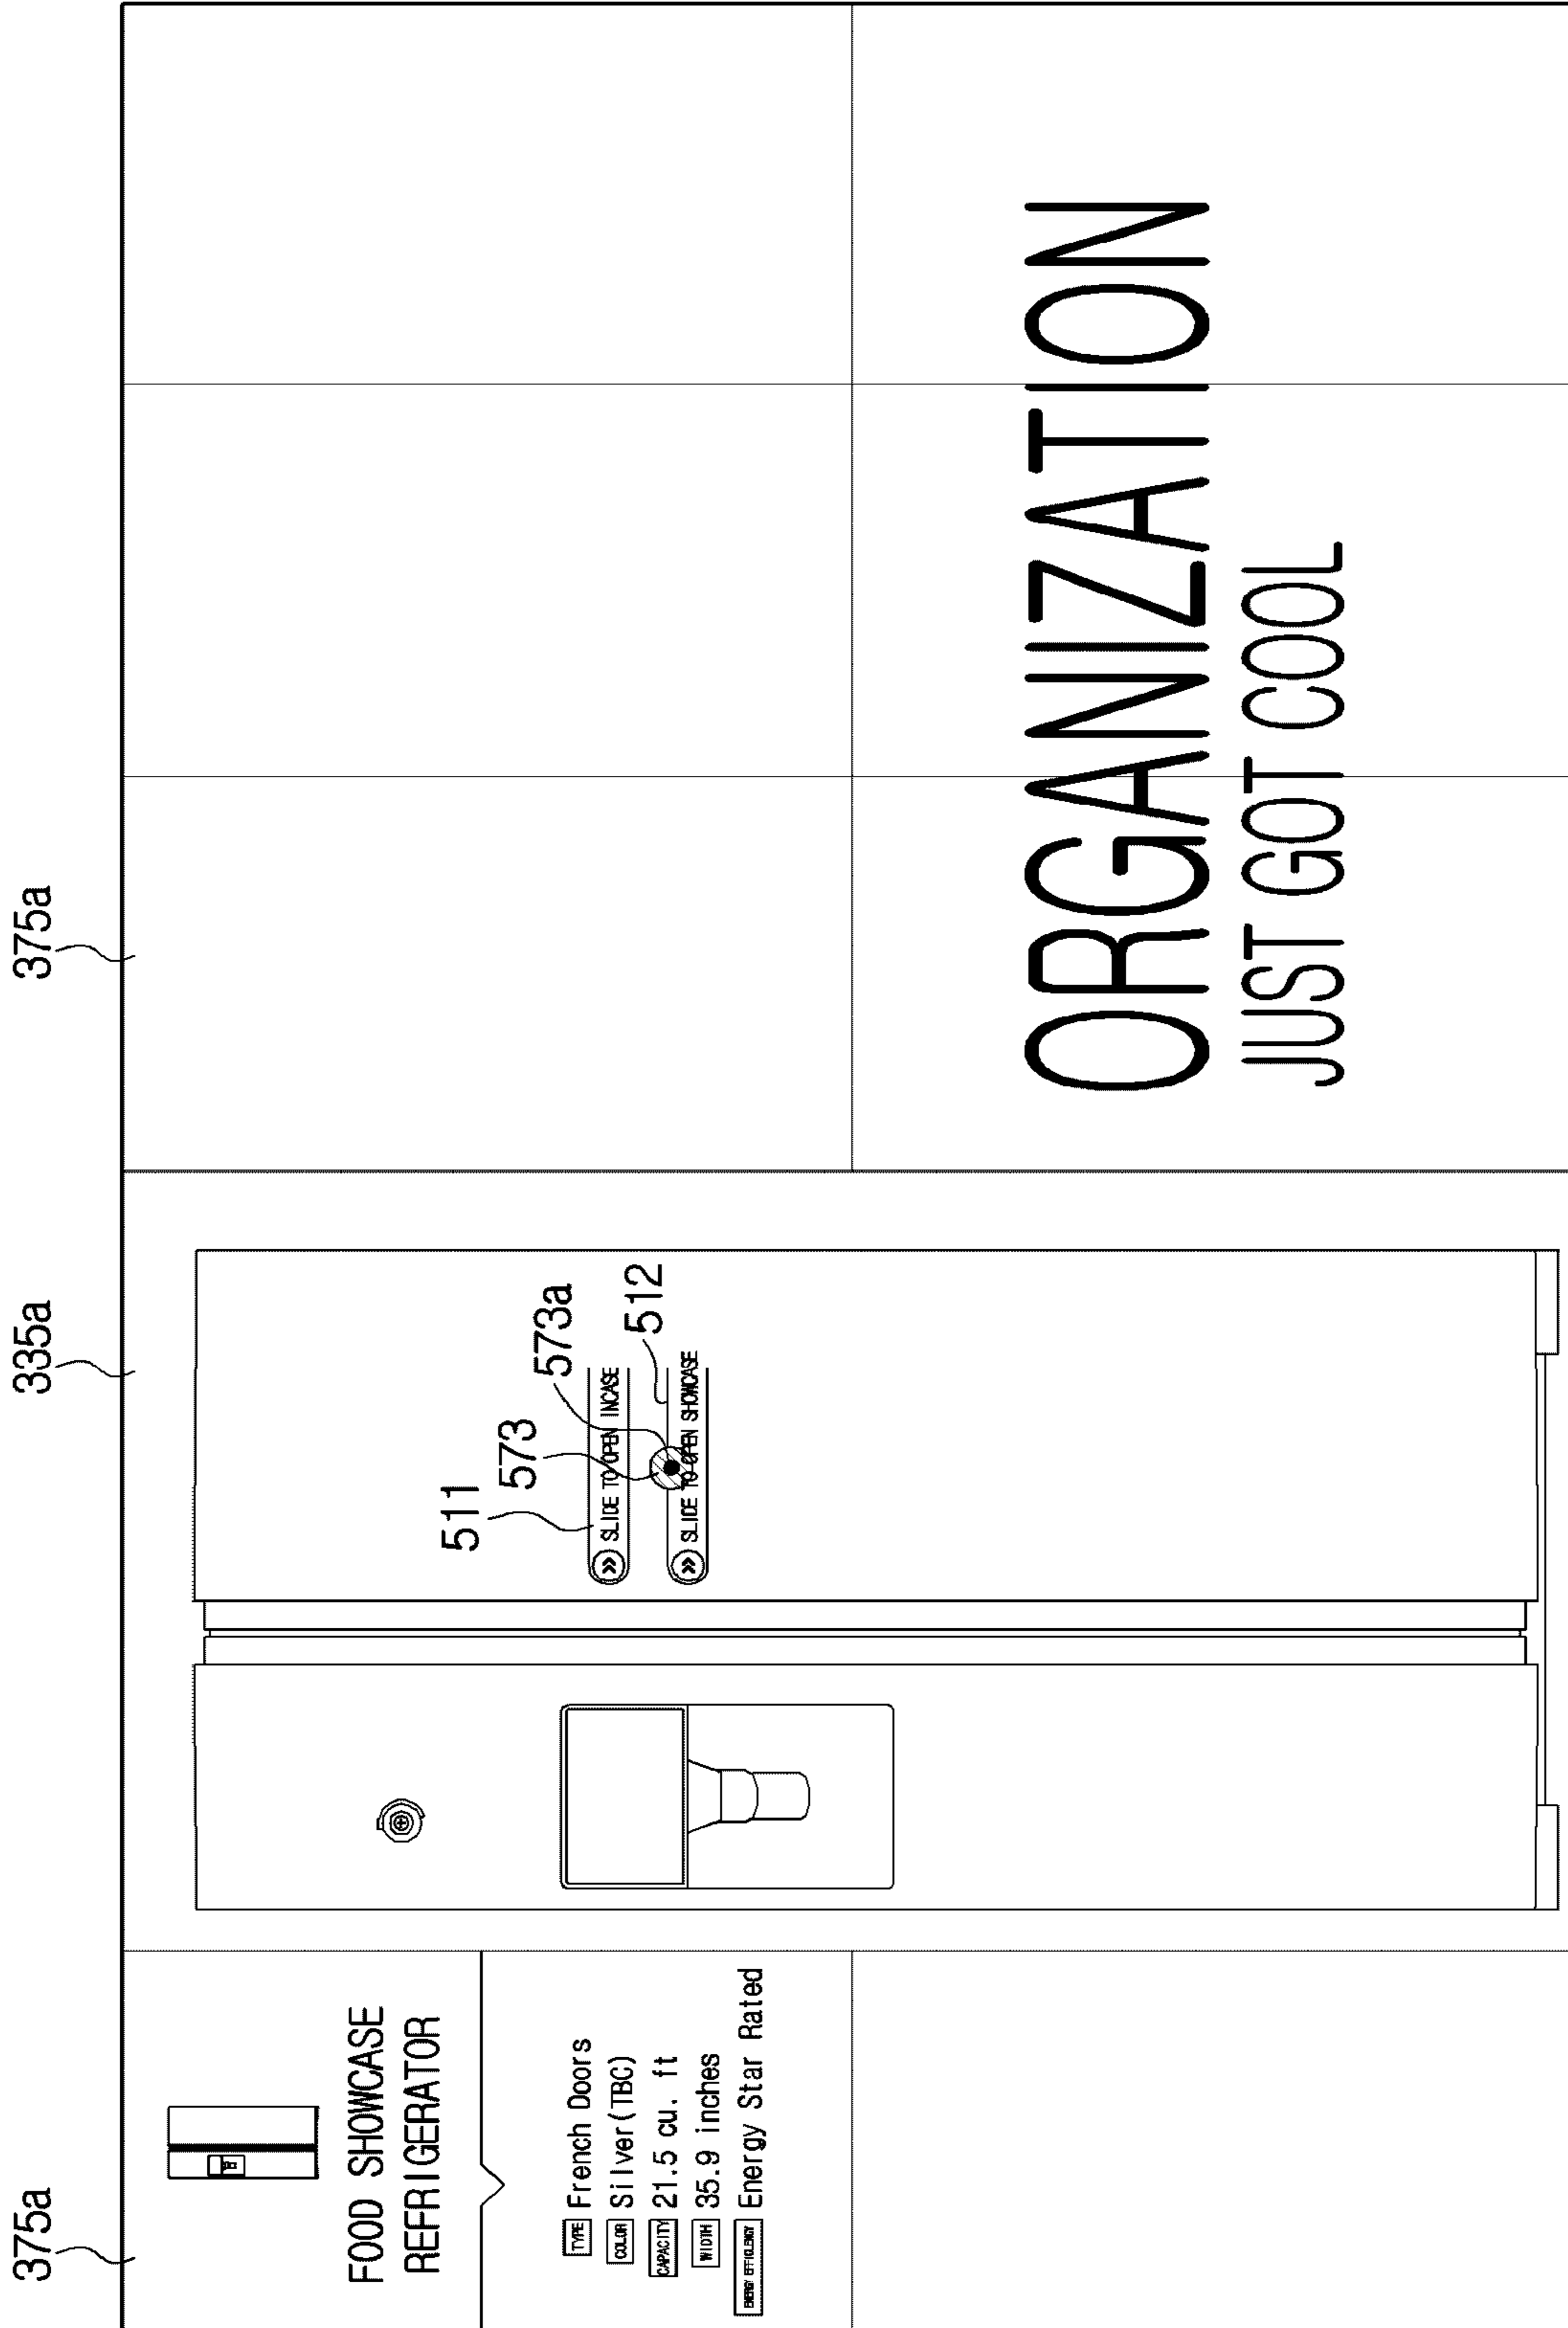 375a
335a
375a
FOOD SHOWCASE
REFRIGERATOR
TYPE French Doors
COLOR Silver(TBC)
CAPACITY 21.5 cu. ft
WIDTH 35.9 inches
ENERGY EFFICIENCY Energy Star Rated
511
573
573a
512
SLIDE TO OPEN INCASE
SLIDE TO OPEN SHOWCASE
ORGANIZATION
JUST GOT COOL